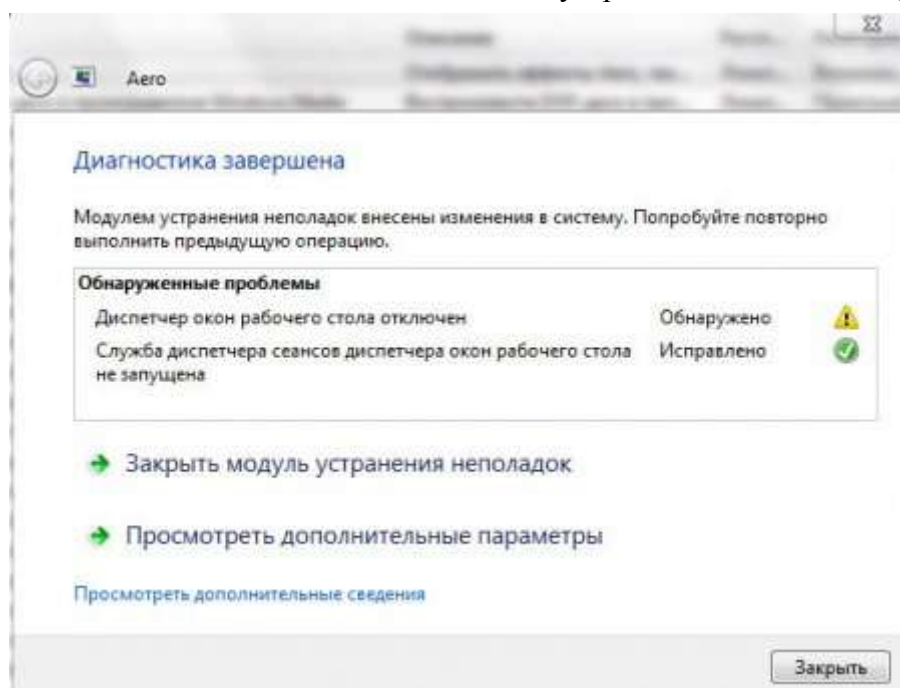 Aero
Диагностика завершена
Модулем устранения неполадок внесены изменения в систему. Попробуйте повторно
выполнить предыдущую операцию.
Обнаруженные проблемы
Диспетчер окон рабочего стола отключен Обнаружено
Служба диспетчера сеансов диспетчера окон рабочего стола Исправлено
не запущена
Закрыть модуль устранения неполадок
Просмотреть дополнительные параметры
Просмотреть дополнительные сведения
Закрыть